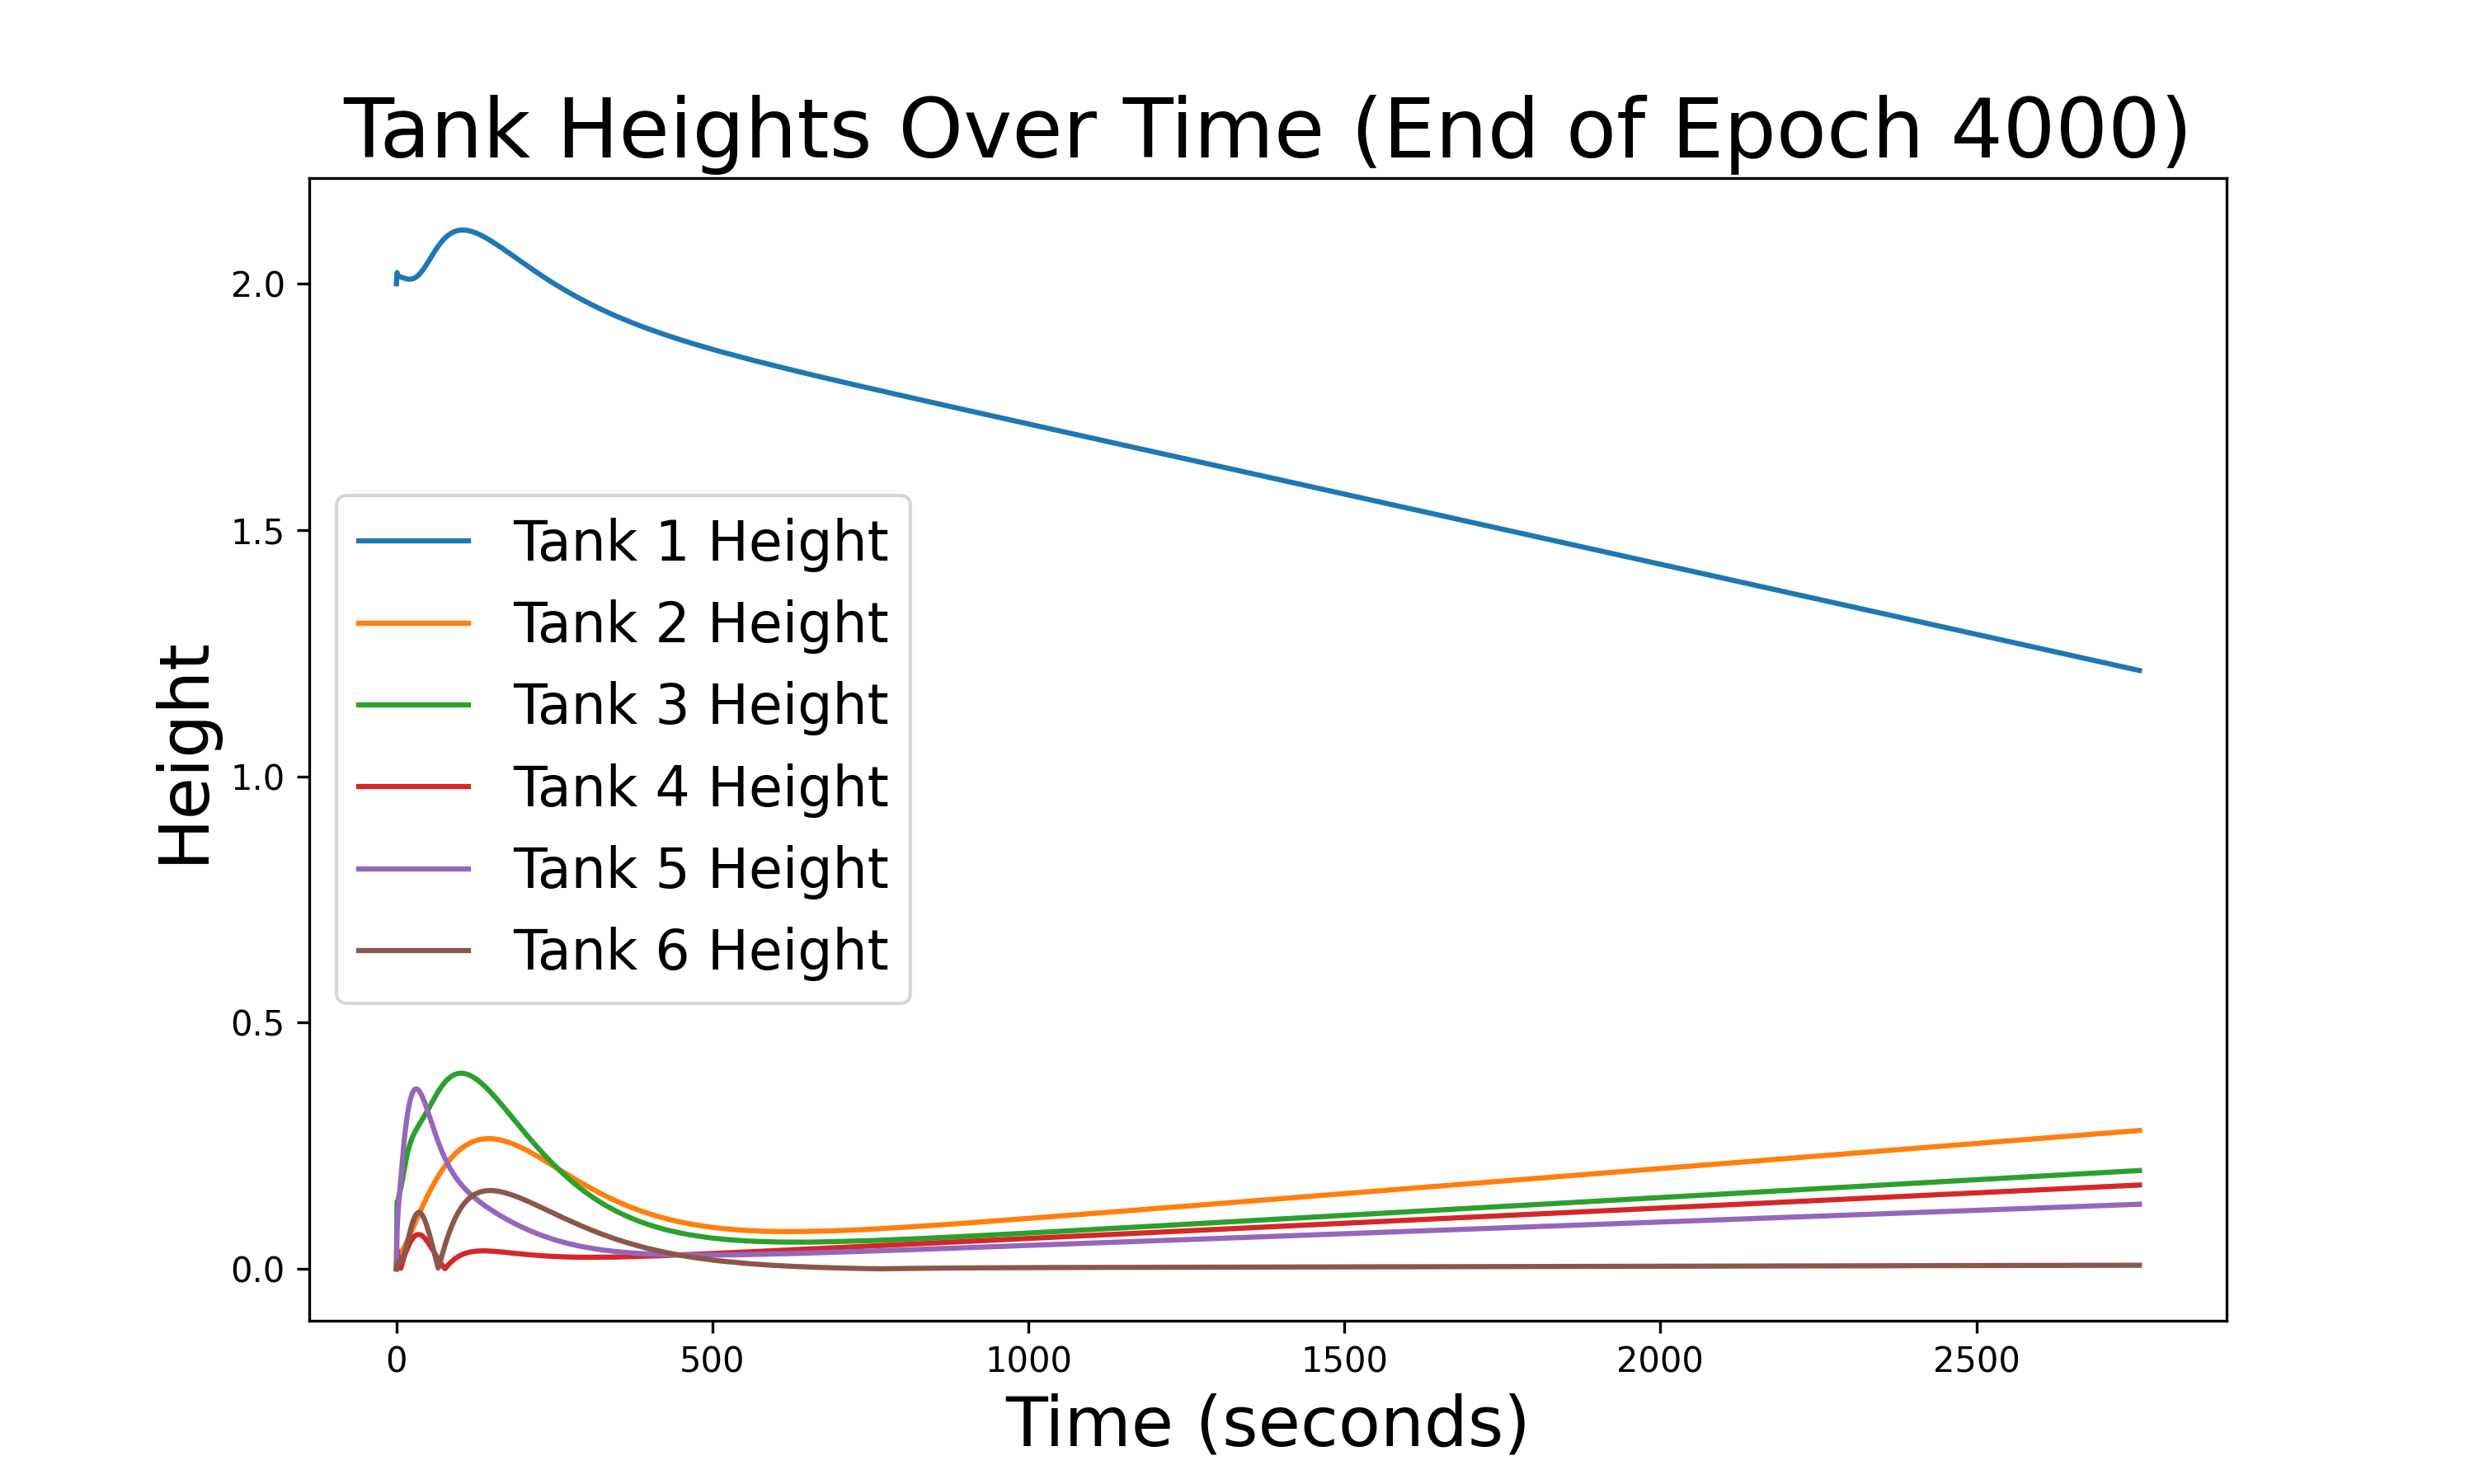 Tank Heights Over Time (End of Epoch 4000)
Height
2.0
1.5
1.0
0.5
0.0
Tank 1 Height
Tank 2 Height
Tank 3 Height
Tank 4 Height
Tank 5 Height
Tank 6 Height
0 500 1000 1500 2000 2500
Time (seconds)